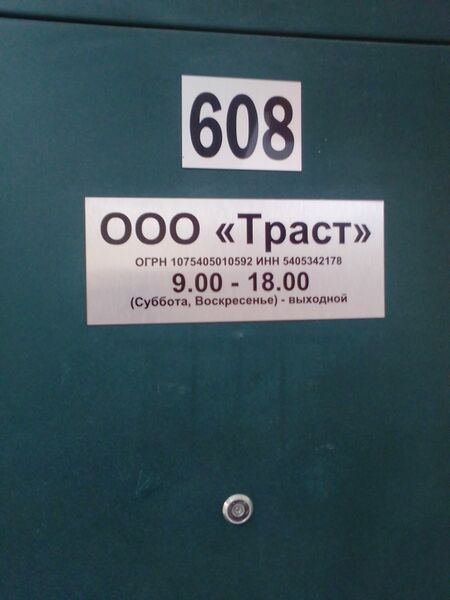 608
ООО «Траст»
ОГРН 1075405010592 ИНН 5405342178
9.00 - 18.00
(Суббота, Воскресенье) - выходной